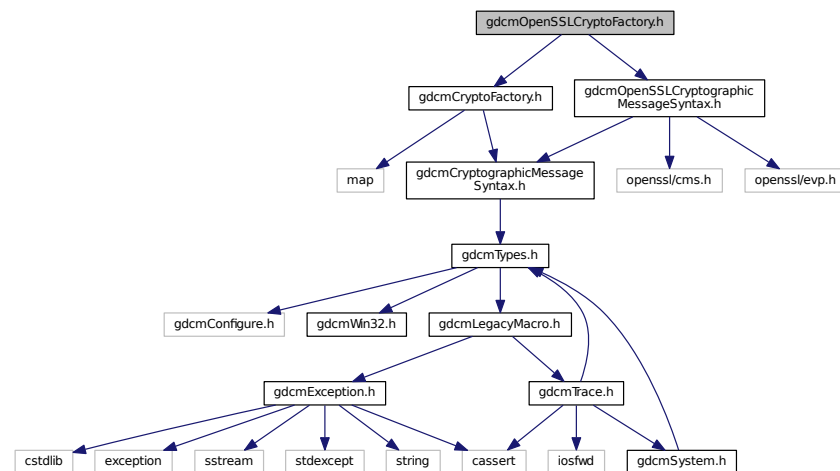 gdcmOpenSSLCryptoFactory.h
gdcmCryptoFactory.h
gdcmOpenSSLCryptographic
MessageSyntax.h
map
gdcmCryptographicMessage
Syntax.h
openssl/cms.h
openssl/evp.h
gdcmTypes.h
gdcmConfigure.h
gdcmWin32.h
gdcmLegacyMacro.h
gdcmException.h
gdcmTrace.h
cstdlib
exception
sstream
stdexcept
string
cassert
iosfwd
gdcmSystem.h